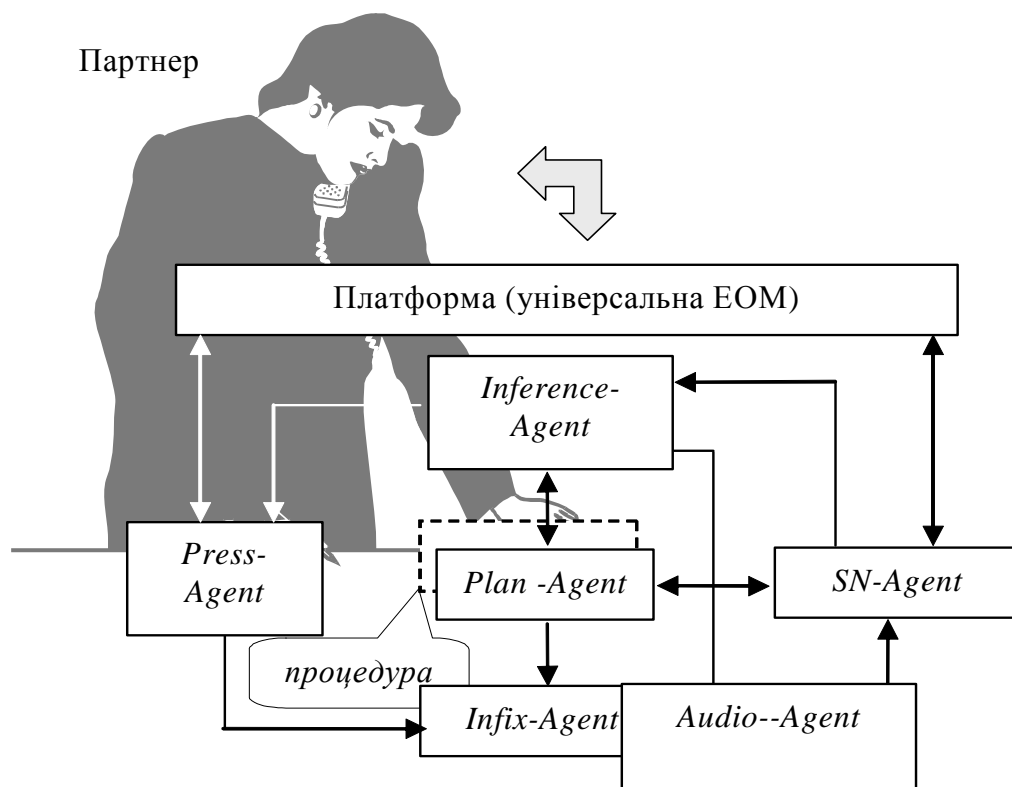 Партнер
Платформа (універсальна ЕОМ)
Inference-
Agent
Press-
Agent
Plan -Agent
SN-Agent
процедура
Infix-Agent
Audio--Agent